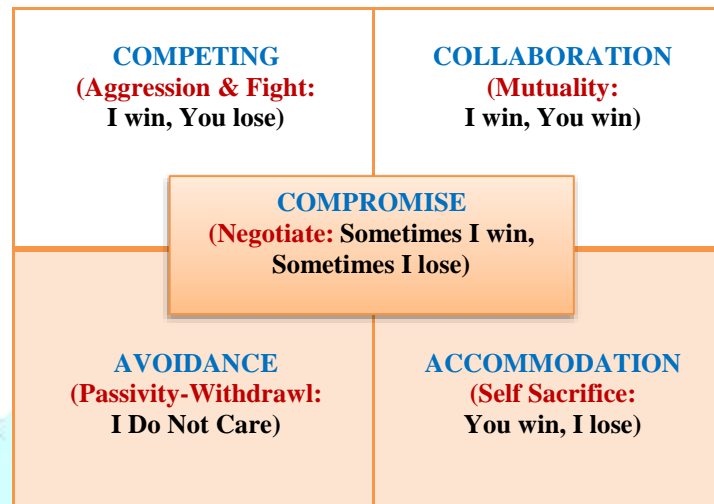 COMPETING
(Aggression & Fight:
I win, You lose)
COLLABORATION
(Mutuality:
I win, You win)
COMPROMISE
(Negotiate: Sometimes I win,
Sometimes I lose)
AVOIDANCE
(Passivity-Withdrawl:
I Do Not Care)
ACCOMMODATION
(Self Sacrifice:
You win, I lose)